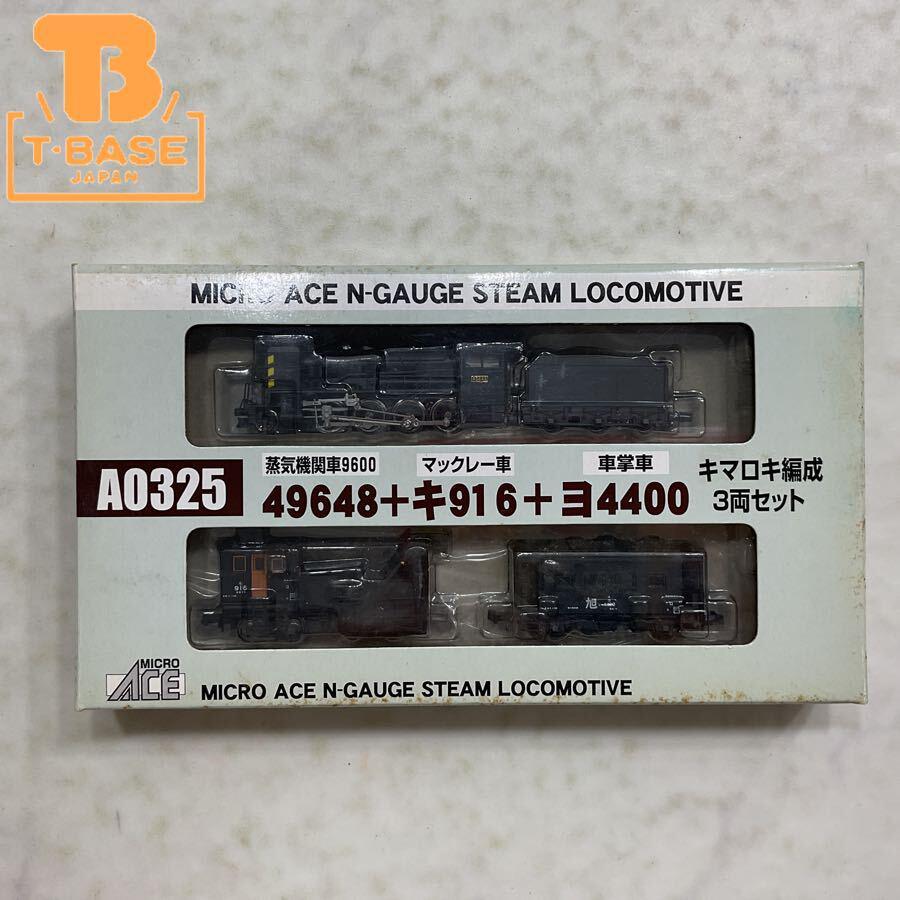 T·BASE
JAPAN
MICRO ACE N-GAUGE STEAM LOCOMOTIVE
A0325
蒸気機関車9600 マックレー車 車掌車
49648+キ916+ヨ4400
キマロキ編成
3両セット
916
旭
MICRO
ACE
MICRO ACE N-GAUGE STEAM LOCOMOTIVE